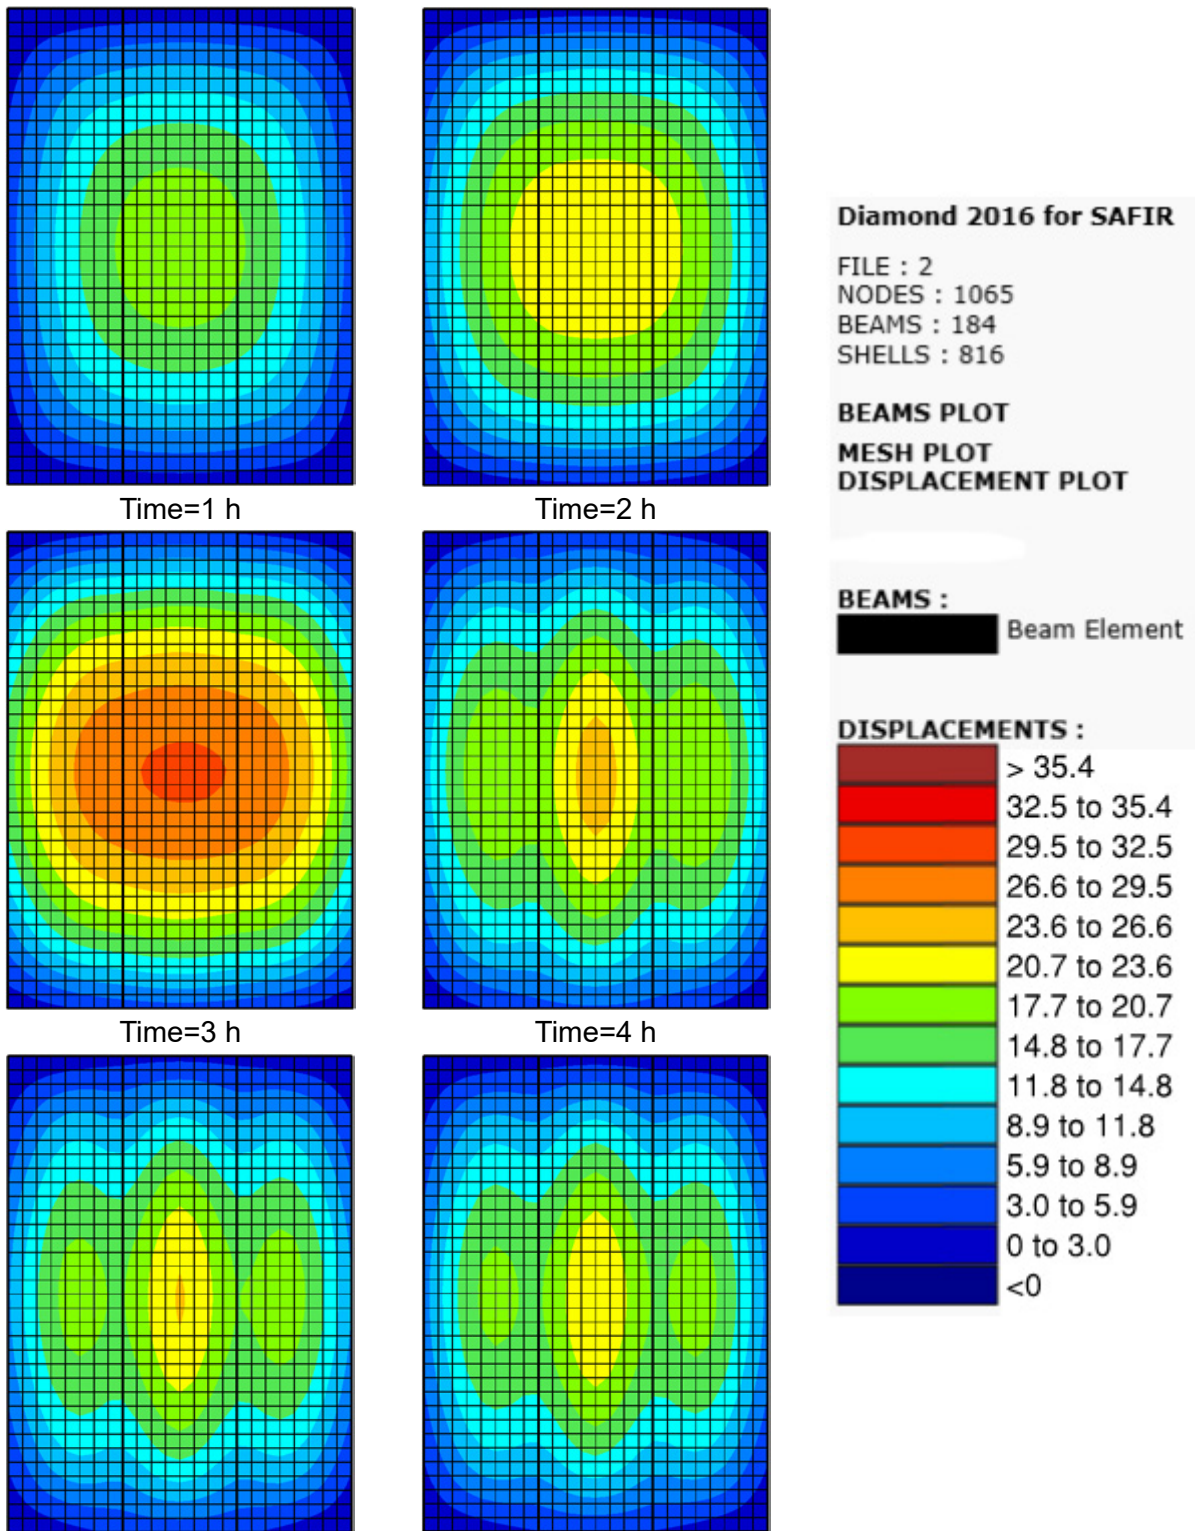 Time=1 h
Time=2 h
Time=3 h
Time=4 h
Diamond 2016 for SAFIR
FILE : 2
NODES : 1065
BEAMS : 184
SHELLS : 816
BEAMS PLOT
MESH PLOT
DISPLACEMENT PLOT
BEAMS :
Beam Element
DISPLACEMENTS :
> 35.4
32.5 to 35.4
29.5 to 32.5
26.6 to 29.5
23.6 to 26.6
20.7 to 23.6
17.7 to 20.7
14.8 to 17.7
11.8 to 14.8
8.9 to 11.8
5.9 to 8.9
3.0 to 5.9
0 to 3.0
<0